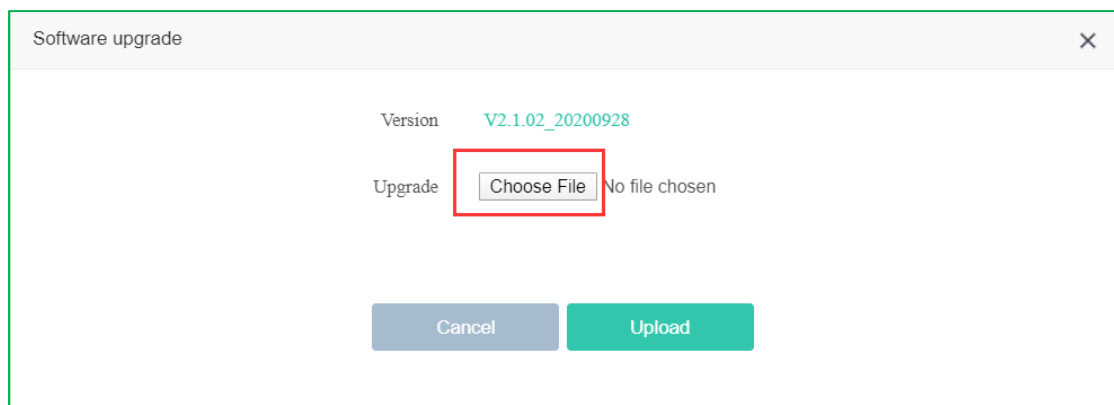 Software upgrade
Version V2.1.02_20200928
Upgrade Choose File No file chosen
Cancel Upload